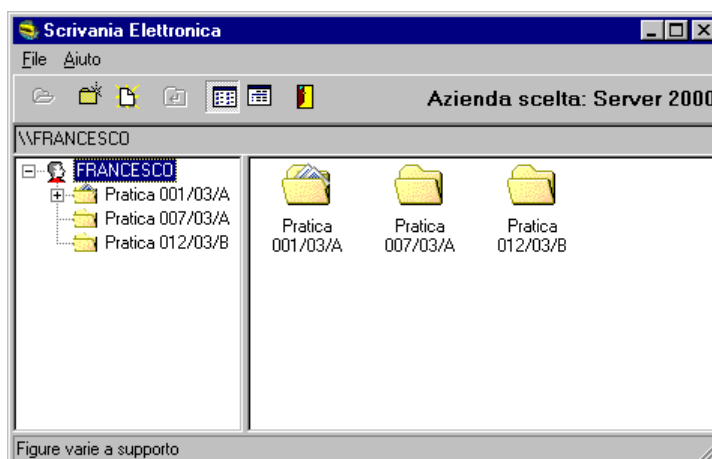 Scrivania Elettronica
File Aiuto
Azienda scelta: Server 2000
\\FRANCESCO
FRANCESCO
Pratica 001/03/A
Pratica 007/03/A
Pratica 012/03/B
Pratica
001/03/A
Pratica
007/03/A
Pratica
012/03/B
Figure varie a supporto